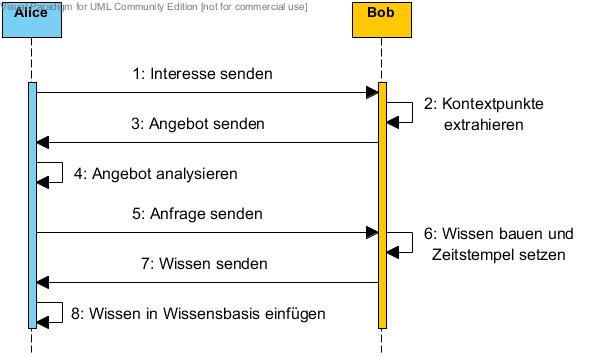 Visual Paradigm for UML Community Edition [not for commercial use]
Alice
Bob
1: Interesse senden
2: Kontextpunkte
extrahieren
3: Angebot senden
4: Angebot analysieren
5: Anfrage senden
6: Wissen bauen und
Zeitstempel setzen
7: Wissen senden
8: Wissen in Wissensbasis einfügen